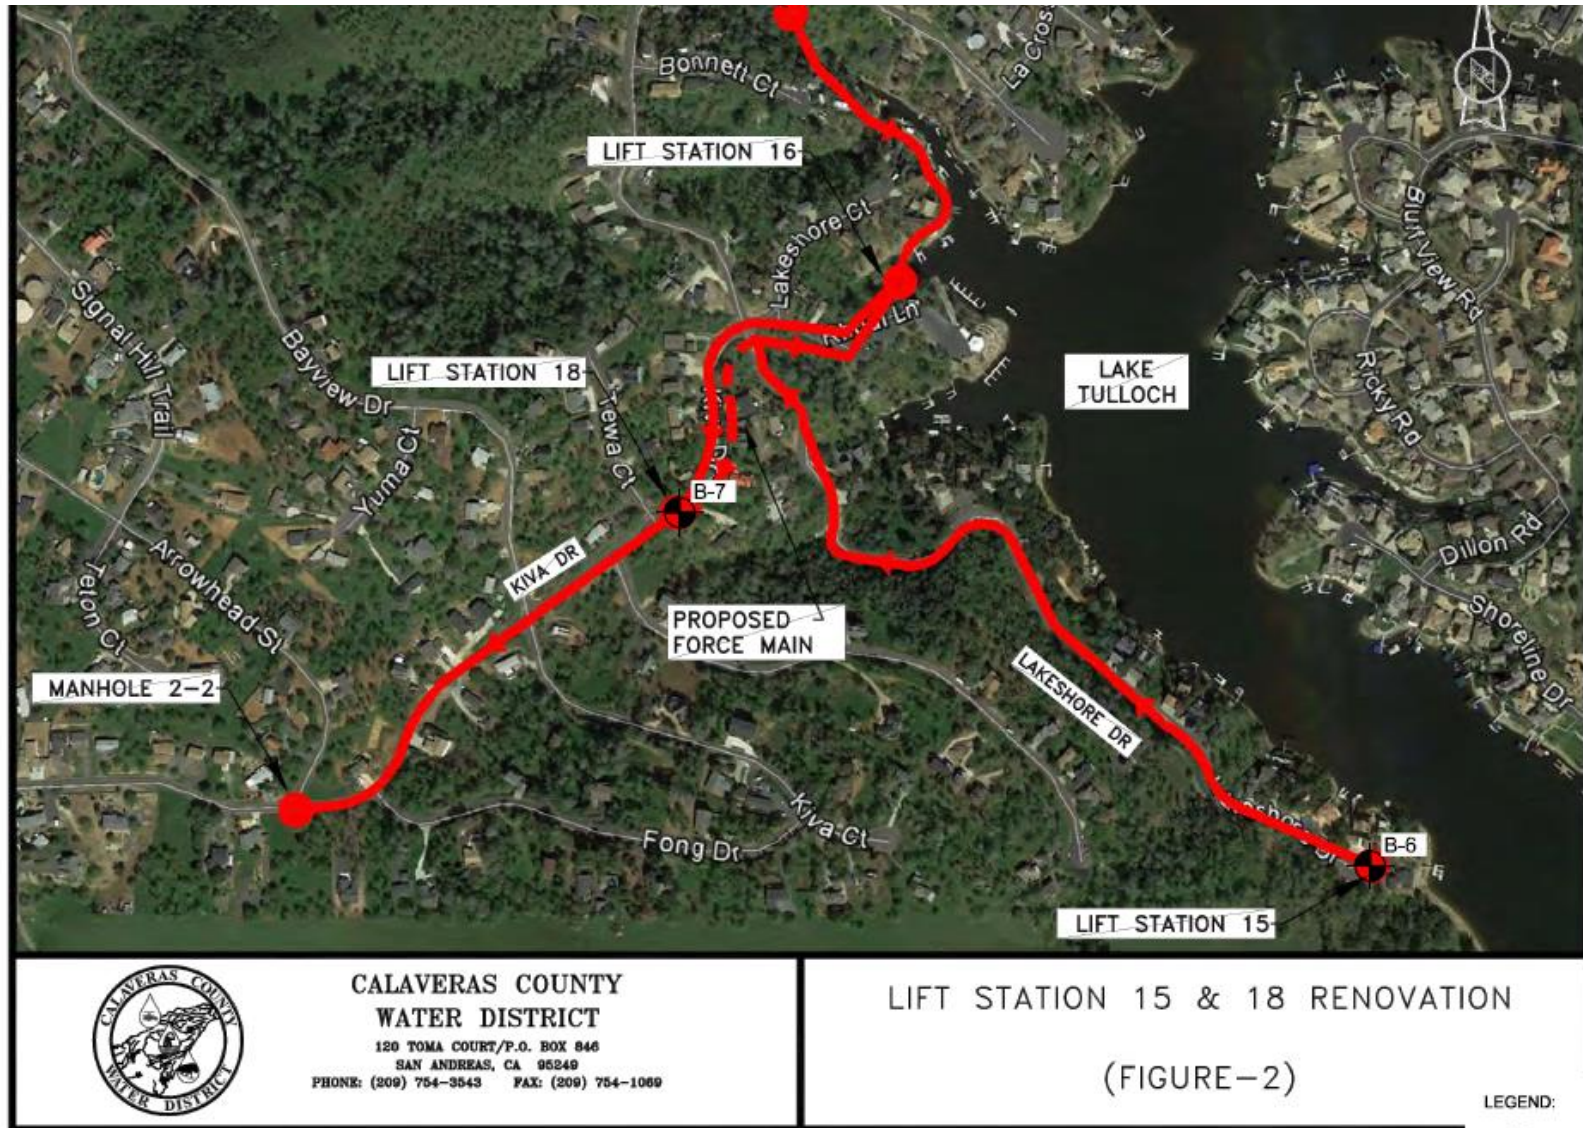 Bonnett Ct
La Cross
LIFT STATION 16
Lakeshore Ct
Bluff View Rd
Signal Hill Trail
Bayview Dr
LIFT STATION 18
LAKE
TULLOCH
Ricky Rd
Yuma Ct
Tewa Ct
B-7
Arrowhead St
Teton Ct
KIVA DR
Dillon Rd
Shoreline Dr
PROPOSED
FORCE MAIN
MANHOLE 2-2
LAKESHORE DR
Kiva Ct
Fong Dr
B-6
LIFT STATION 15
CALAVERAS COUNTY
WATER DISTRICT
CALAVERAS COUNTY
WATER DISTRICT
120 TOMA COURT/P.O. BOX 846
SAN ANDREAS, CA 95249
PHONE: (209) 754-3543 FAX: (209) 754-1069
LIFT STATION 15 & 18 RENOVATION
(FIGURE-2)
LEGEND: